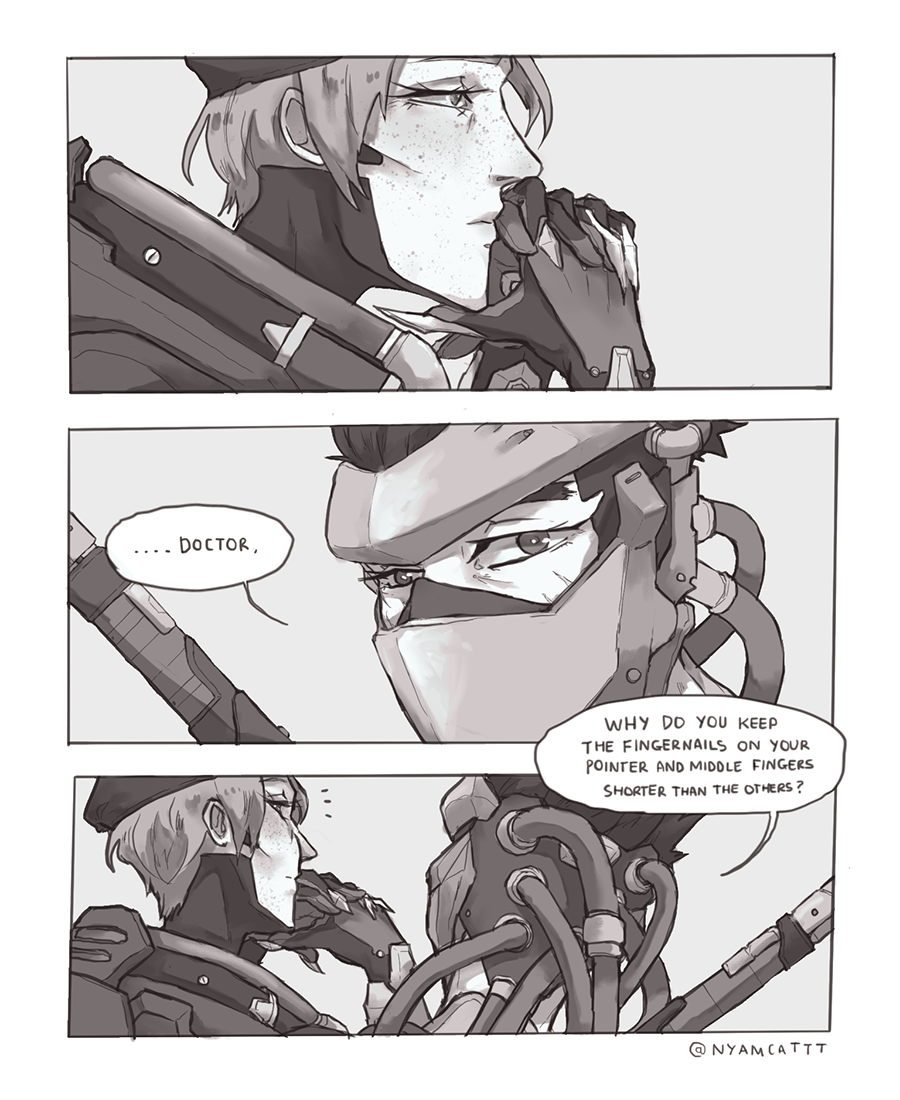 .... DOCTOR,
WHY DO YOU KEEP
THE FINGERNAILS ON YOUR
POINTER AND MIDDLE FINGERS
SHORTER THAN THE OTHERS?
@NYAMCATTT